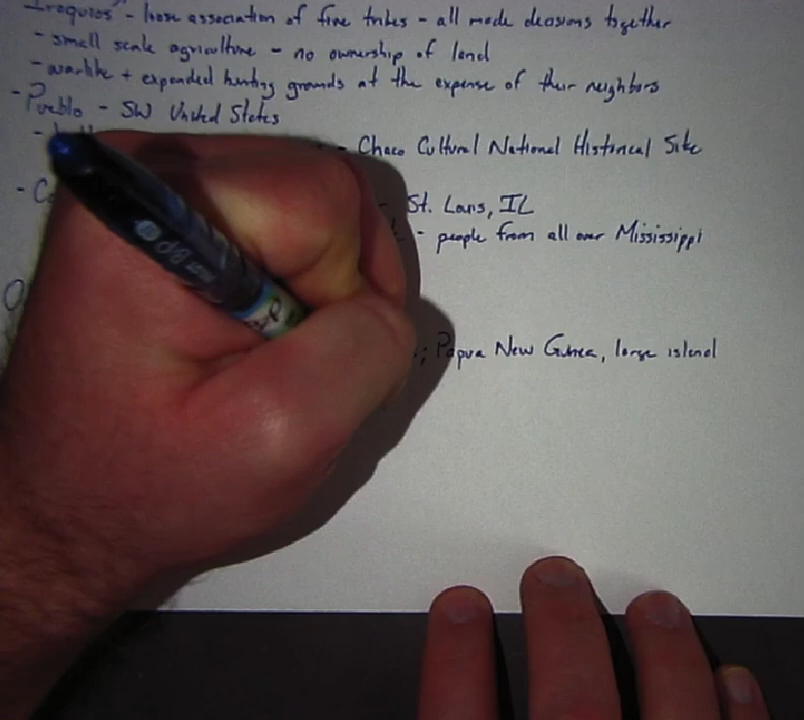 Iroquios - loose association of five tribes - all made decisions together
- small scale agriculture - no ownership of land
- warlike + expanded hunting grounds at the expense of their neighbors
- Pueblo - SW United States
- Chaco Cultural National Historical Site
St. Louis, IL
- people from all over Mississippi
; Papua New Guinea, large island